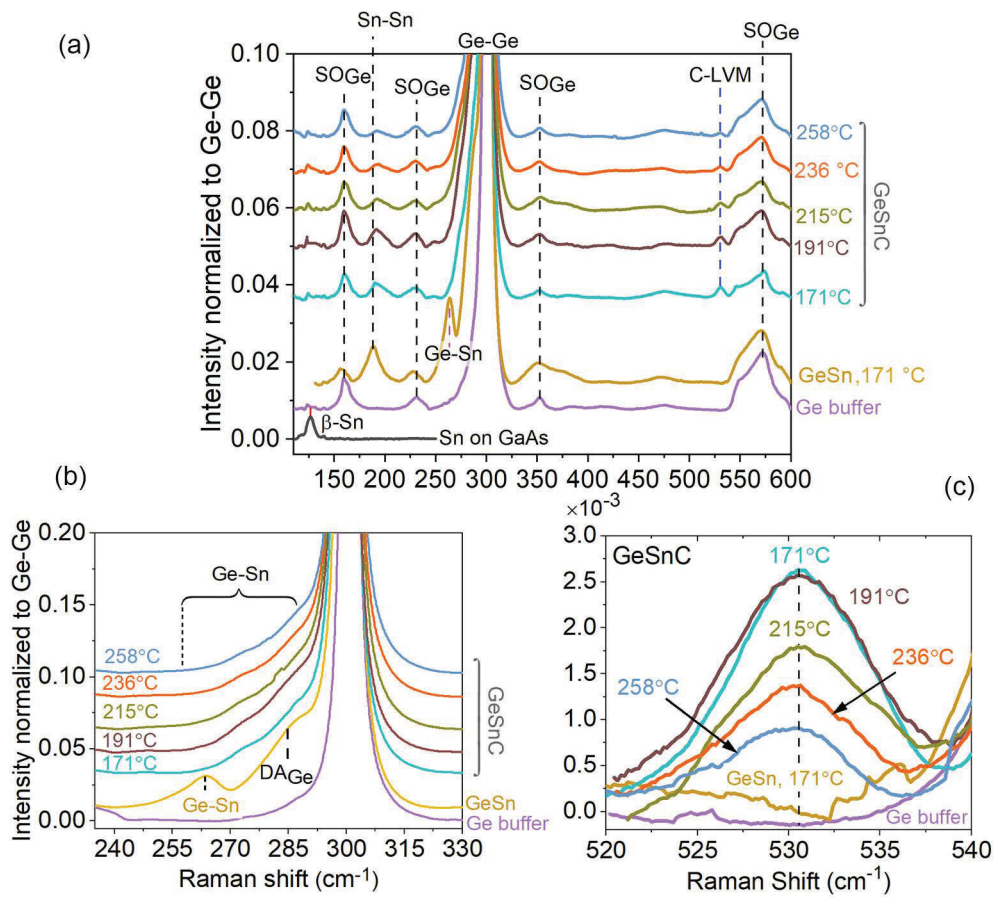 (a)
Sn-Sn
Ge-Ge
SOGe
SOGe
SOGe
SOGe
C-LVM
0.10
0.08
0.06
0.04
0.02
0.00
Intensity normalized to Ge-Ge
258°C
236 °C
215°C
191°C
171°C
GeSnC
Ge-Sn
GeSn,171 °C
Ge buffer
β-Sn
Sn on GaAs
150 200 250 300 350 400 450 500 550 600
(b)
0.20
0.15
0.10
0.05
0.00
Intensity normalized to Ge-Ge
Ge-Sn
258°C
236°C
215°C
191°C
171°C
GeSnC
Ge-Sn
DAGe
GeSn
Ge buffer
240 255 270 285 300 315 330
Raman shift (cm-1)
×10-3
(c)
3.0
2.5
2.0
1.5
1.0
0.5
0.0
GeSnC
171°C
191°C
215°C
236°C
258°C
GeSn, 171°C
Ge buffer
520 525 530 535 540
Raman Shift (cm-1)